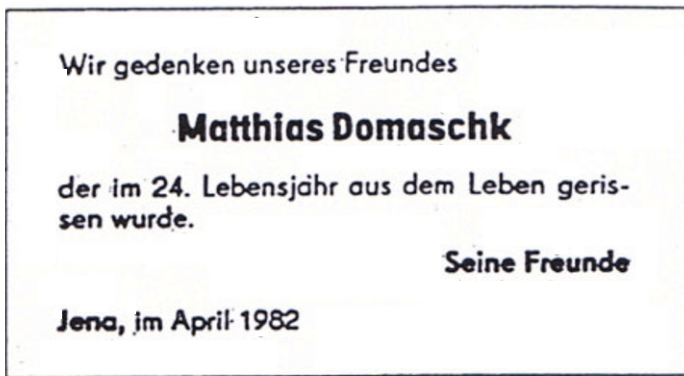 Wir gedenken unseres Freundes
Matthias Domaschk
der im 24. Lebensjahr aus dem Leben geris-
sen wurde.
Seine Freunde
Jena, im April 1982